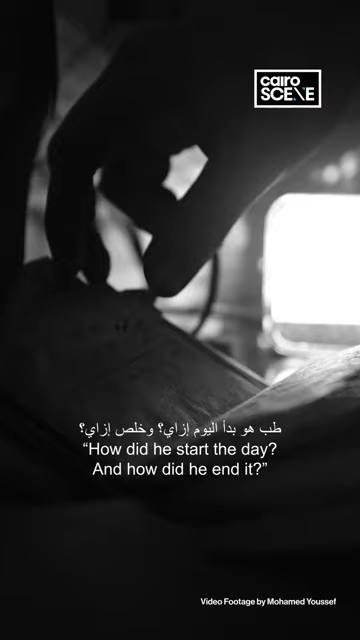 cairo
SCENE
طب هو بدأ اليوم إزاي؟ وخلص إزاي؟
“How did he start the day?
And how did he end it?”
Video Footage by Mohamed Youssef